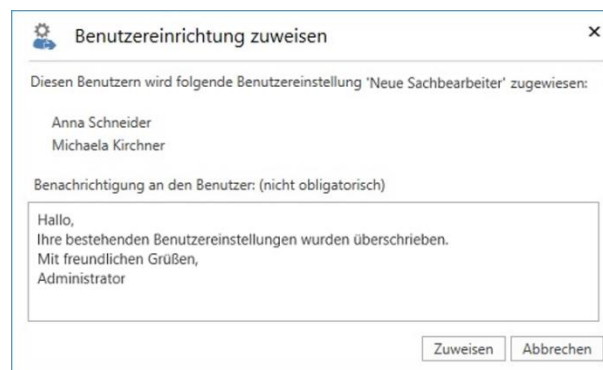 Benutzereinrichtung zuweisen
Diesen Benutzern wird folgende Benutzereinstellung 'Neue Sachbearbeiter' zugewiesen:
Anna Schneider
Michaela Kirchner
Benachrichtigung an den Benutzer: (nicht obligatorisch)
Hallo,
Ihre bestehenden Benutzereinstellungen wurden überschrieben.
Mit freundlichen Grüßen,
Administrator
Zuweisen Abbrechen